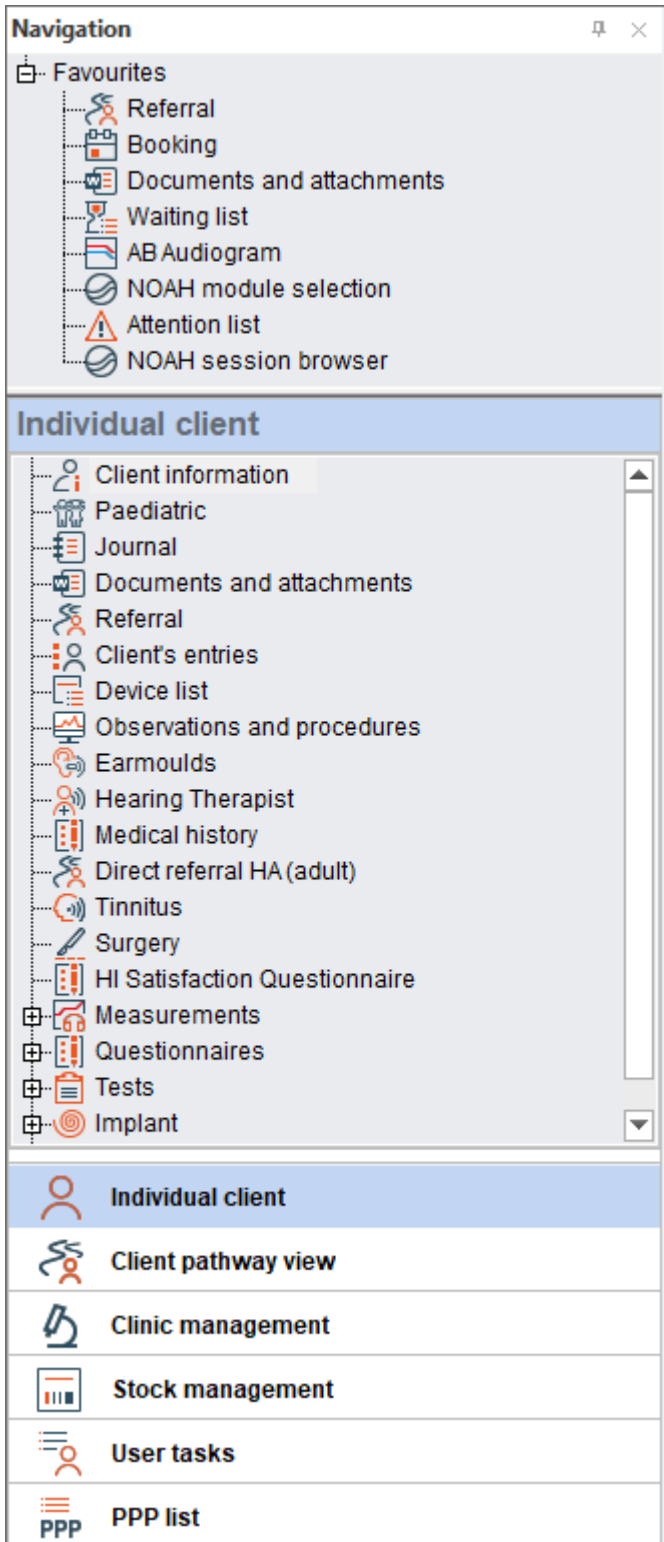 Navigation
Favourites
Referral
Booking
Documents and attachments
Waiting list
AB Audiogram
NOAH module selection
Attention list
NOAH session browser
Individual client
Client information
Paediatric
Journal
Documents and attachments
Referral
Client's entries
Device list
Observations and procedures
Earmoulds
Hearing Therapist
Medical history
Direct referral HA (adult)
Tinnitus
Surgery
HI Satisfaction Questionnaire
Measurements
Questionnaires
Tests
Implant
Individual client
Client pathway view
Clinic management
Stock management
User tasks
PPP PPP list